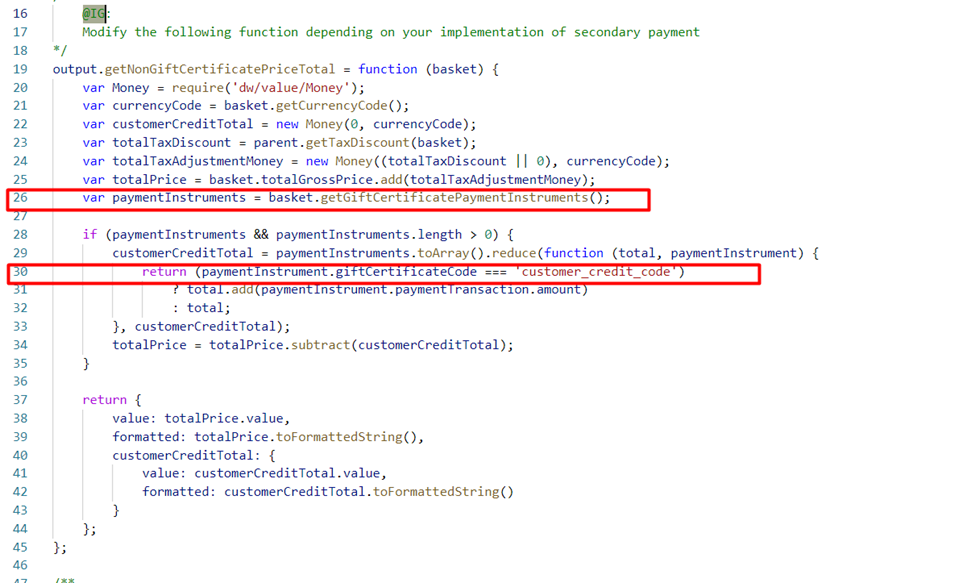 16 @IG:
17 Modify the following function depending on your implementation of secondary payment
18 */
19 output.getNonGiftCertificatePriceTotal = function (basket) {
20 var Money = require('dw/value/Money');
21 var currencyCode = basket.getCurrencyCode();
22 var customerCreditTotal = new Money(0, currencyCode);
23 var totalTaxDiscount = parent.getTaxDiscount(basket);
24 var totalTaxAdjustmentMoney = new Money((totalTaxDiscount || 0), currencyCode);
25 var totalPrice = basket.totalGrossPrice.add(totalTaxAdjustmentMoney);
26 var paymentInstruments = basket.getGiftCertificatePaymentInstruments();
27
28 if (paymentInstruments && paymentInstruments.length > 0) {
29 customerCreditTotal = paymentInstruments.toArray().reduce(function (total, paymentInstrument) {
30 return (paymentInstrument.giftCertificateCode === 'customer_credit_code')
31 ? total.add(paymentInstrument.paymentTransaction.amount)
32 : total;
33 }, customerCreditTotal);
34 totalPrice = totalPrice.subtract(customerCreditTotal);
35 }
36
37 return {
38 value: totalPrice.value,
39 formatted: totalPrice.toFormattedString(),
40 customerCreditTotal: {
41 value: customerCreditTotal.value,
42 formatted: customerCreditTotal.toFormattedString()
43 }
44 };
45 };
46
47 /**